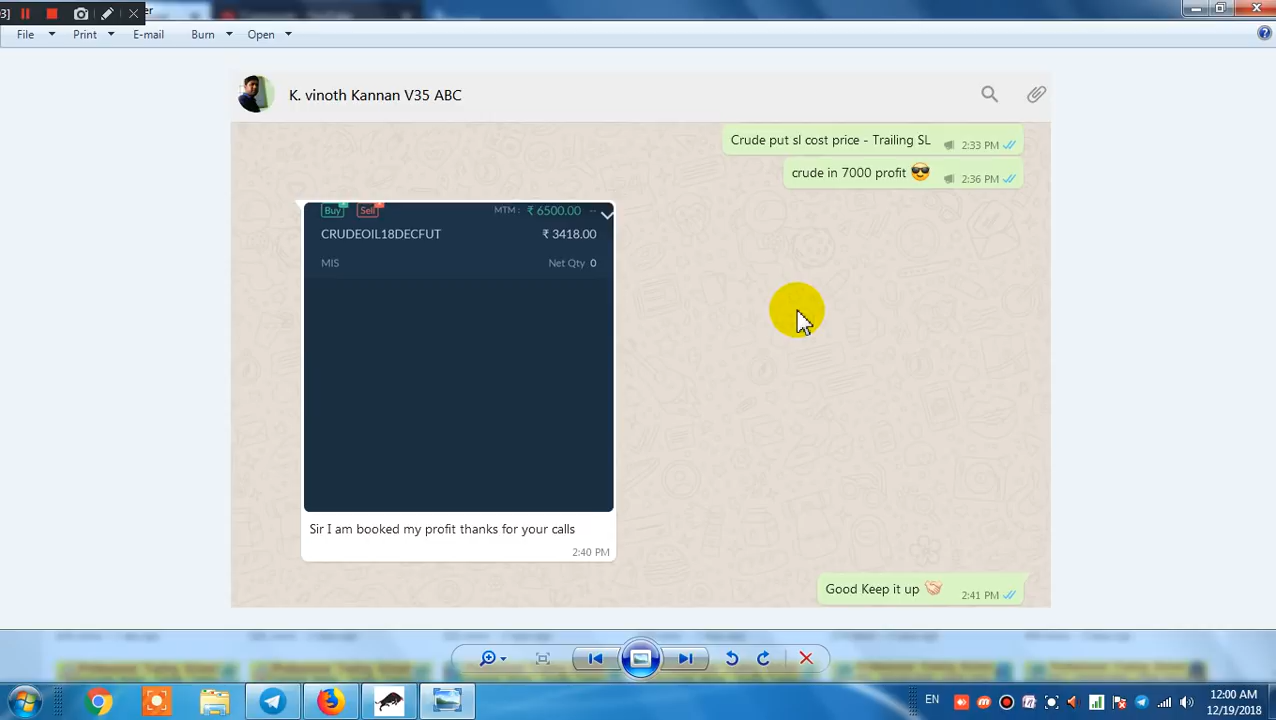 er
File Print E-mail Burn Open
K. vinoth Kannan V35 ABC
Crude put sl cost price - Trailing SL 2:33 PM
crude in 7000 profit 😎 2:36 PM
Buy Sell MTM : ₹ 6500.00 --
CRUDEOIL18DECFUT ₹ 3418.00
MIS Net Qty 0
Sir I am booked my profit thanks for your calls
2:40 PM
Good Keep it up 🤝 2:41 PM
EN
12:00 AM
12/19/2018